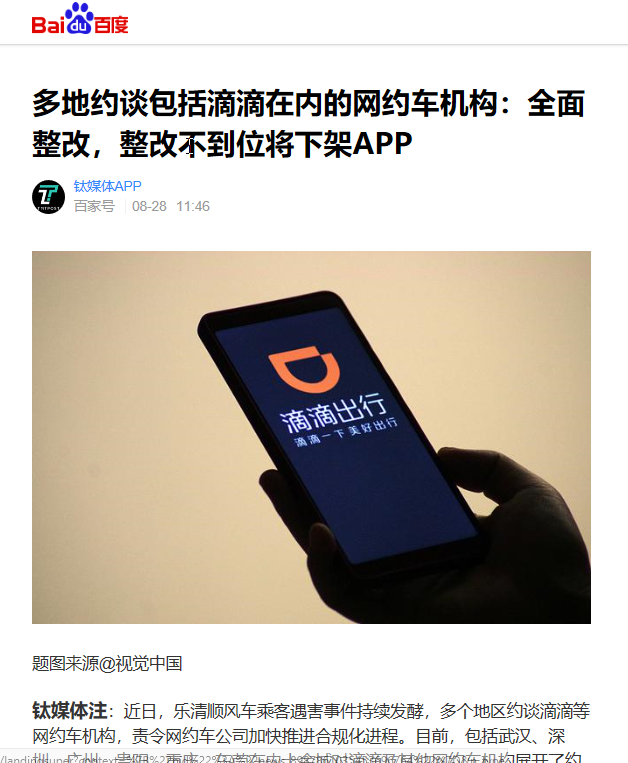 Bai du 百度
多地约谈包括滴滴在内的网约车机构：全面
整改，整改不到位将下架APP
钛媒体APP
百家号 08-28 11:46
滴滴出行
滴滴一下 美好出行
题图来源@视觉中国
钛媒体注：近日，乐清顺风车乘客遇害事件持续发酵，多个地区约谈滴滴等
网约车机构，责令网约车公司加快推进合规化进程。目前，包括武汉、深